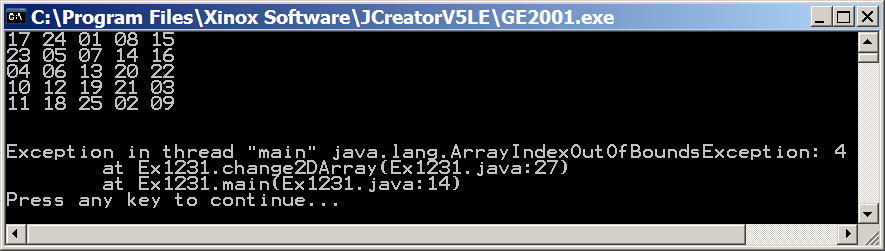 C:\Program Files\Xinox Software\JCreatorV5LE\GE2001.exe
17 24 01 08 15
23 05 07 14 16
04 06 13 20 22
10 12 19 21 03
11 18 25 02 09
Exception in thread "main" java.lang.ArrayIndexOutOfBoundsException: 4
at Ex1231.change2DArray(Ex1231.java:27)
at Ex1231.main(Ex1231.java:14)
Press any key to continue...